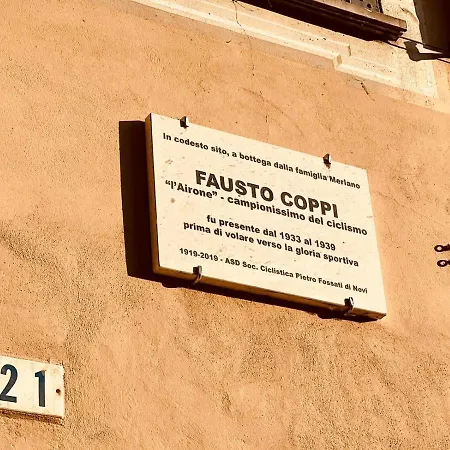 In codesto sito, a bottega dalla famiglia Merlano
FAUSTO COPPI
“l'Airone” - campionissimo del ciclismo
fu presente dal 1933 al 1939
prima di volare verso la gloria sportiva
1919-2019 - ASD Soc. Ciclistica Pietro Fossati di Novi
21